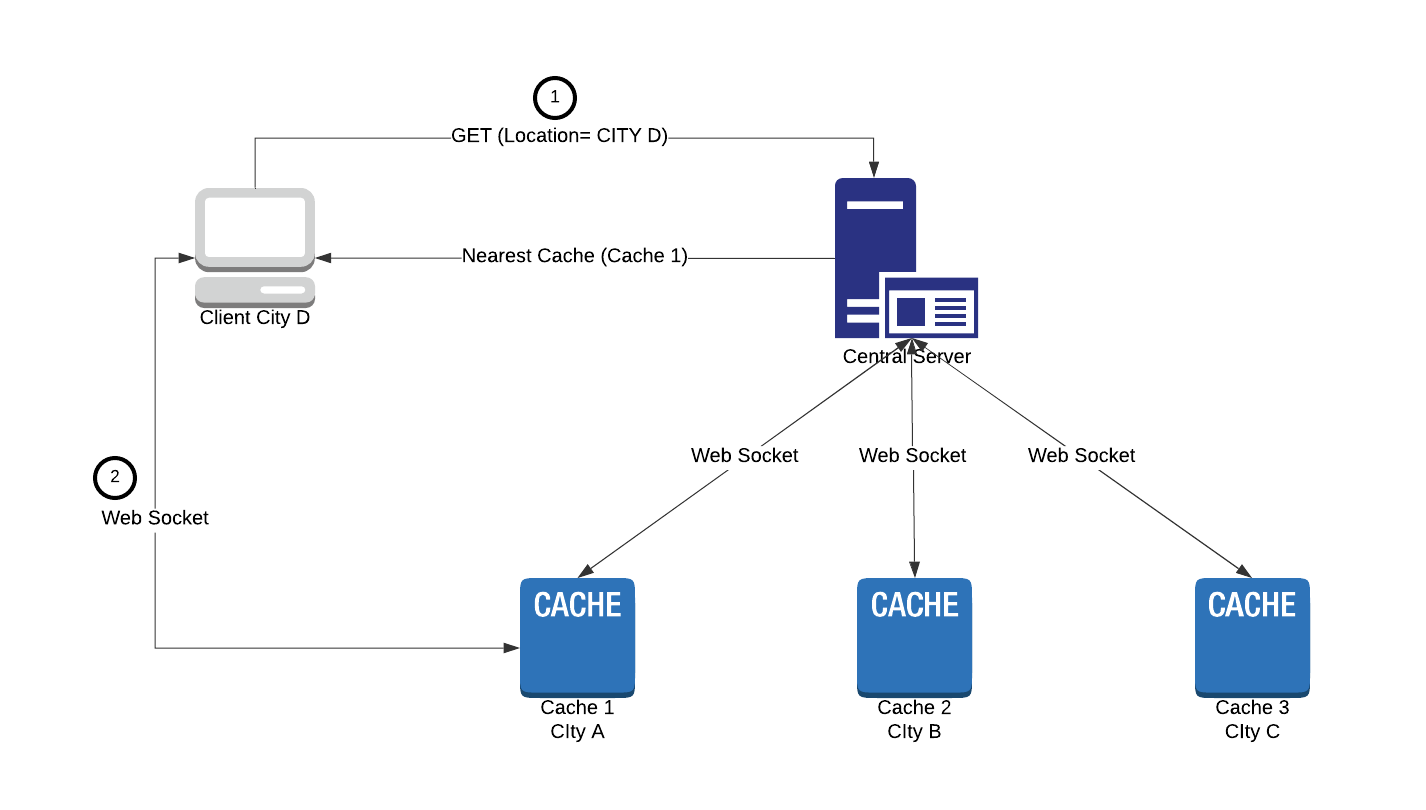 1
GET (Location= CITY D)
Nearest Cache (Cache 1)
Client City D
Central Server
Web Socket
Web Socket
Web Socket
2
Web Socket
CACHE
CACHE
CACHE
Cache 1
CIty A
Cache 2
CIty B
Cache 3
CIty C